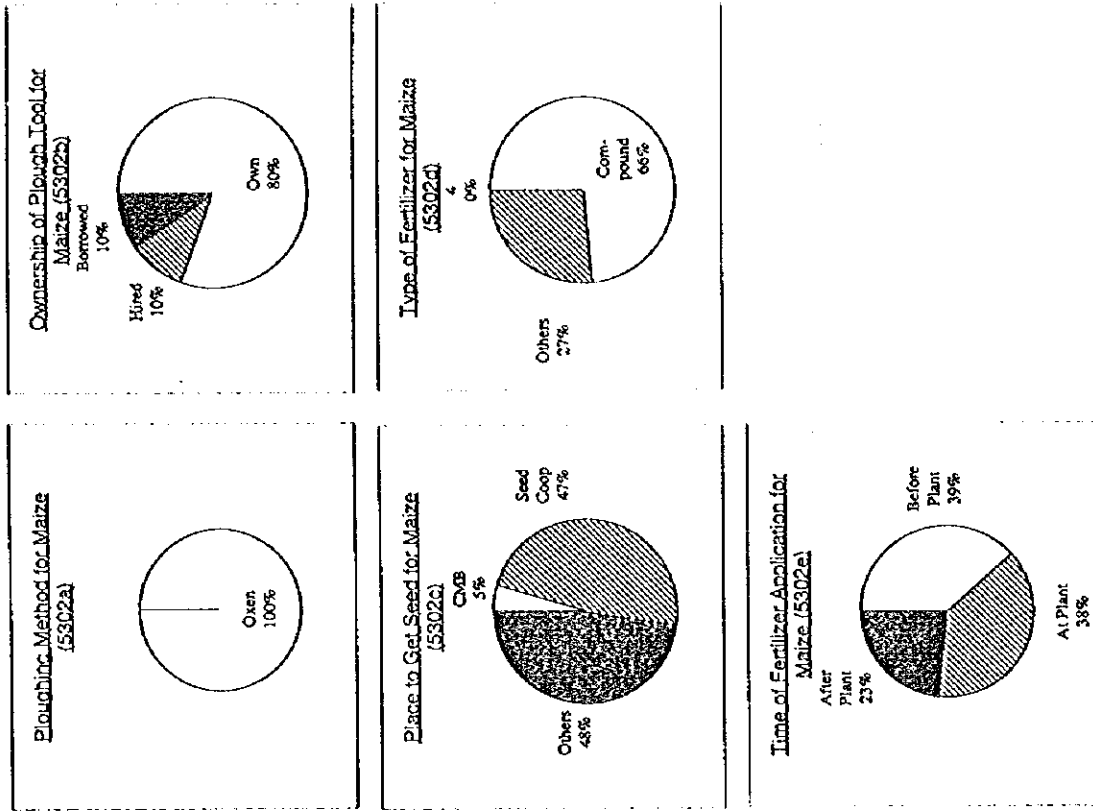 Ploughing Method for Maize
(5302a)
Oxen
100%
Ownership of Plough Tool for
Maize (5302b)
Borrowed
10%
Hired
10%
Own
80%
Place to Get Seed for Maize
(5302c)
CMB
5%
Seed
Coop
47%
Others
48%
Type of Fertilizer for Maize
(5302d)
4
0%
Others
27%
Com-
pound
66%
Time of Fertilizer Application for
Maize (5302e)
After
Plant
23%
Before
Plant
39%
At Plant
38%